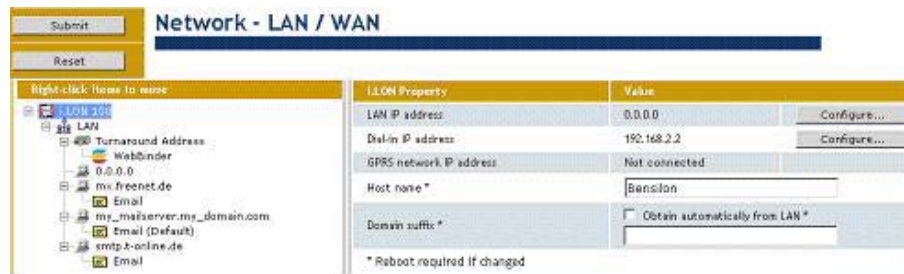 Submit
Network - LAN / WAN
Reset
Right-click items to move
i.LON 100
LAN
Turnaround Address
WebBinder
0.0.0.0
mx.freenet.de
Email
my_mailserver.my_domain.com
Email (Default)
smtp.t-online.de
Email
i.LON Property Value
LAN IP address 0.0.0.0 Configure...
Dial-in IP address 192.168.2.2 Configure...
GPRS network IP address Not connected
Host name * Bensilon
Domain suffix * Obtain automatically from LAN *
* Reboot required if changed